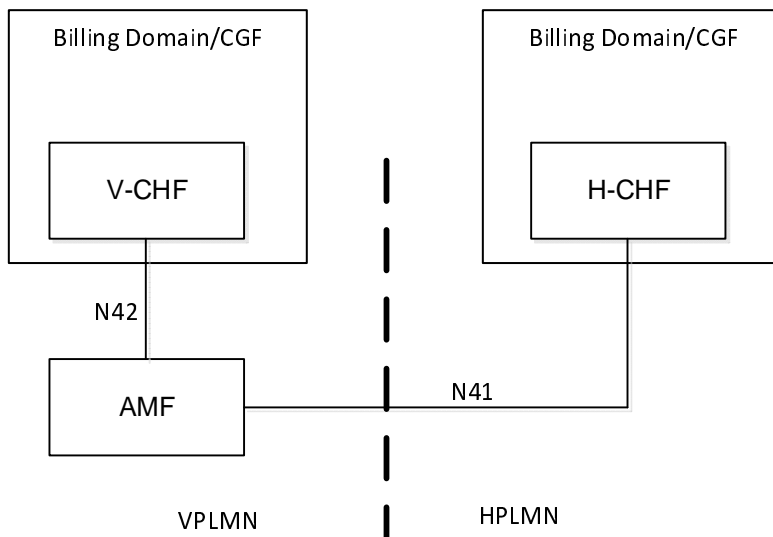 Billing Domain/CGF
Billing Domain/CGF
V-CHF
H-CHF
N42
AMF
N41
VPLMN
HPLMN